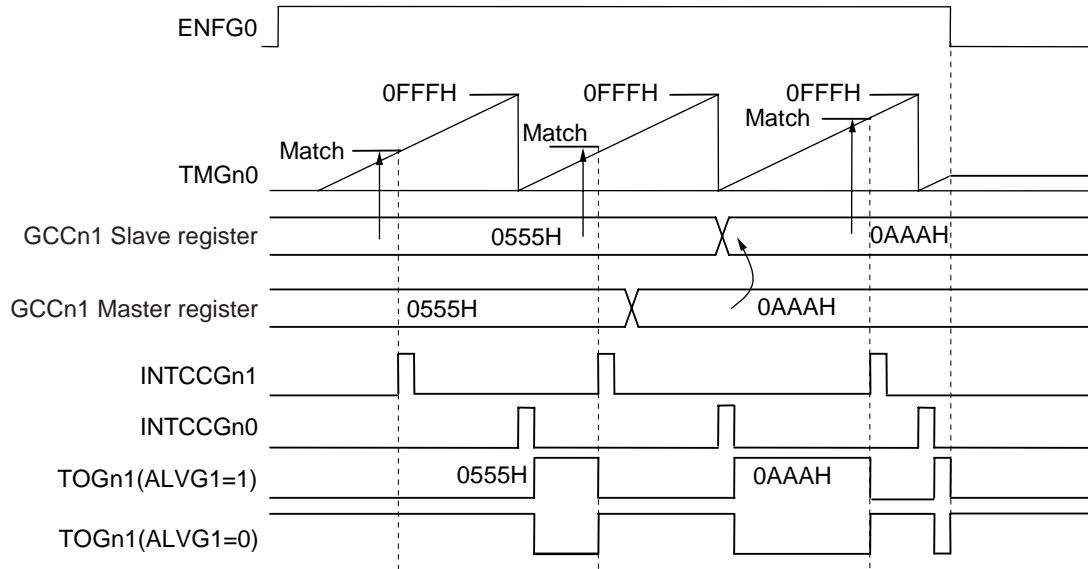 ENFG0
0FFFH 0FFFH 0FFFH
Match Match Match
TMGn0
GCCn1 Slave register 0555H 0AAAH
GCCn1 Master register 0555H 0AAAH
INTCCGn1
INTCCGn0
TOGn1(ALVG1=1) 0555H 0AAAH
TOGn1(ALVG1=0)